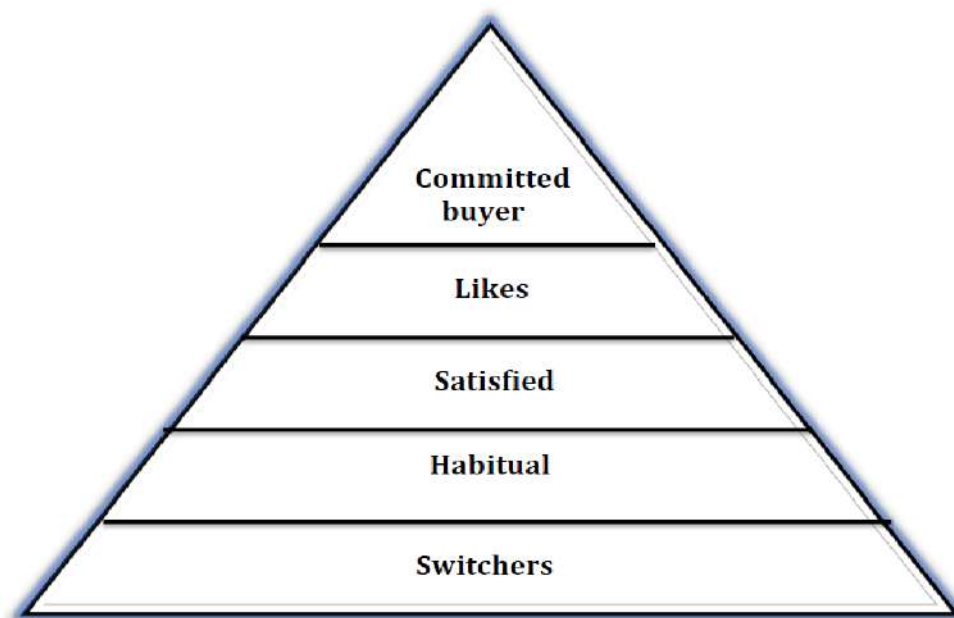 Committed
buyer
Likes
Satisfied
Habitual
Switchers